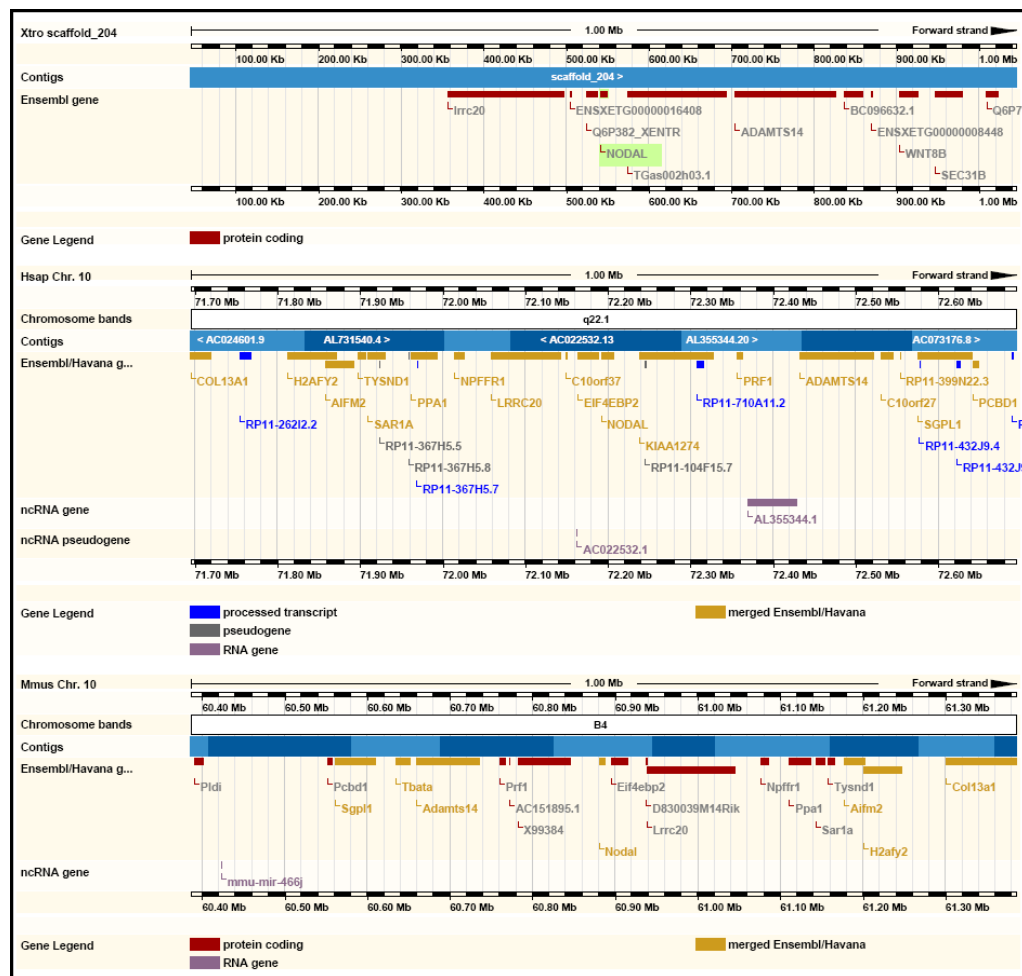 Xtro scaffold_204 1.00 Mb Forward strand
100.00 Kb 200.00 Kb 300.00 Kb 400.00 Kb 500.00 Kb 600.00 Kb 700.00 Kb 800.00 Kb 900.00 Kb 1.00 Mb
Contigs scaffold_204 >
Ensembl gene
lrrc20 ENSXETG00000016408 BC096632.1 Q6P7
Q6P382_XENTR ADAMTS14 ENSXETG00000008448
NODAL WNT8B
TGas002h03.1 SEC31B
100.00 Kb 200.00 Kb 300.00 Kb 400.00 Kb 500.00 Kb 600.00 Kb 700.00 Kb 800.00 Kb 900.00 Kb 1.00 Mb
Gene Legend protein coding
Hsap Chr. 10 1.00 Mb Forward strand
71.70 Mb 71.80 Mb 71.90 Mb 72.00 Mb 72.10 Mb 72.20 Mb 72.30 Mb 72.40 Mb 72.50 Mb 72.60 Mb
Chromosome bands q22.1
Contigs < AC024601.9 AL731540.4 > < AC022532.13 AL355344.20 > AC073176.8 >
Ensembl/Havana g...
COL13A1 H2AFY2 TYSND1 NPFFR1 C10orf37 PRF1 ADAMTS14 RP11-399N22.3
AIFM2 PPA1 LRRC20 EIF4EBP2 RP11-710A11.2 C10orf27 PCBD1
RP11-262I2.2 SAR1A NODAL SGPL1
RP11-367H5.5 KIAA1274 RP11-432J9.4
RP11-367H5.8 RP11-104F15.7 RP11-432J
RP11-367H5.7
ncRNA gene
AL355344.1
ncRNA pseudogene
AC022532.1
71.70 Mb 71.80 Mb 71.90 Mb 72.00 Mb 72.10 Mb 72.20 Mb 72.30 Mb 72.40 Mb 72.50 Mb 72.60 Mb
Gene Legend processed transcript merged Ensembl/Havana
pseudogene
RNA gene
Mmus Chr. 10 1.00 Mb Forward strand
60.40 Mb 60.50 Mb 60.60 Mb 60.70 Mb 60.80 Mb 60.90 Mb 61.00 Mb 61.10 Mb 61.20 Mb 61.30 Mb
Chromosome bands B4
Contigs
Ensembl/Havana g...
Pldi Pcbd1 Tbata Prf1 Eif4ebp2 Npffr1 Tysnd1 Col13a1
Sgpl1 Adamts14 AC151895.1 D830039M14Rik Ppa1 Aifm2
X99384 Lrrc20 Sar1a
Nodal H2afy2
ncRNA gene
mmu-mir-466j
60.40 Mb 60.50 Mb 60.60 Mb 60.70 Mb 60.80 Mb 60.90 Mb 61.00 Mb 61.10 Mb 61.20 Mb 61.30 Mb
Gene Legend protein coding merged Ensembl/Havana
RNA gene